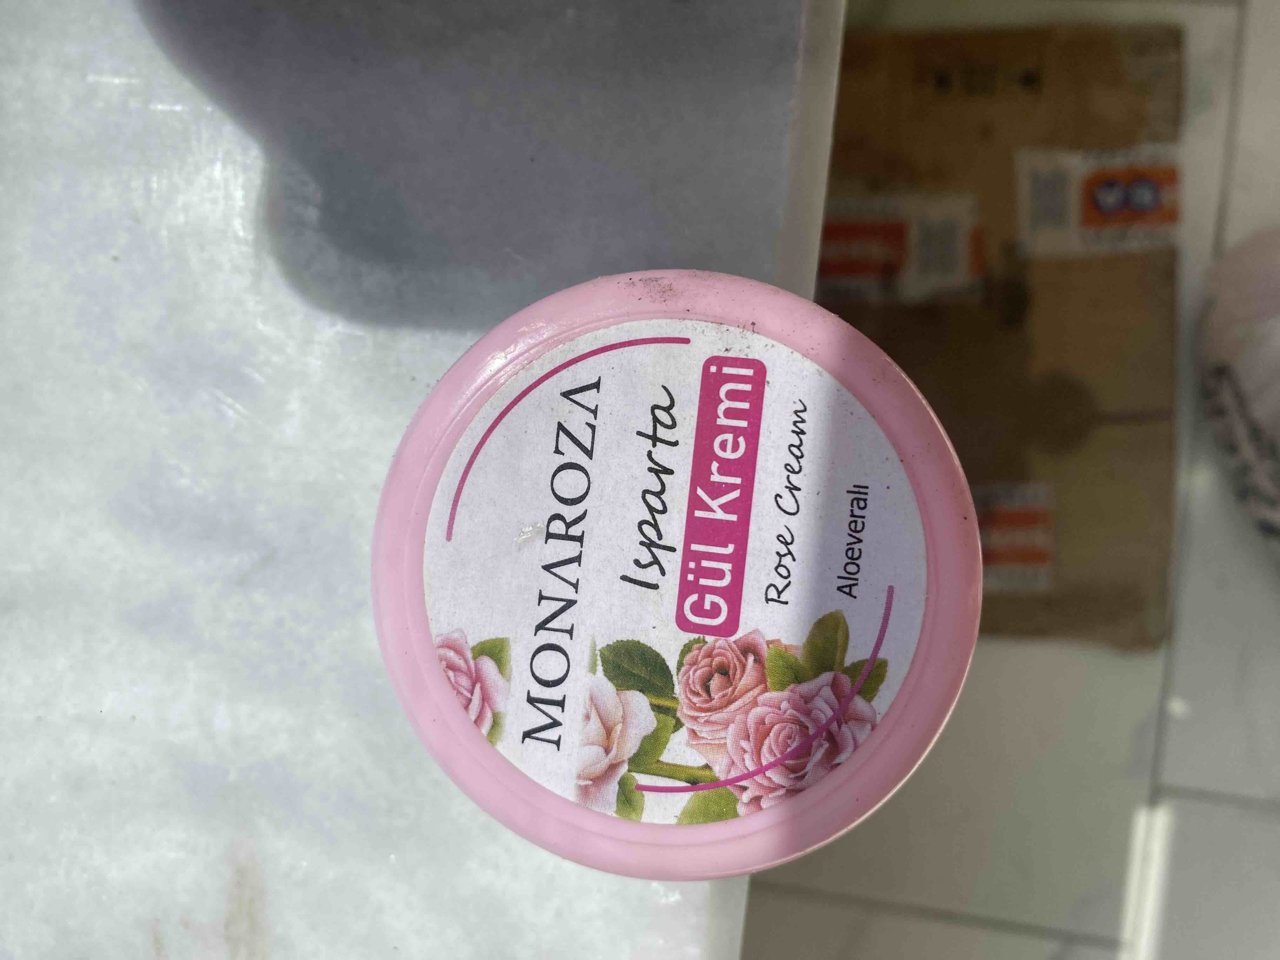 MONAROZA
Isparta
Gül Kremi
Rose Cream
Aloeveralı